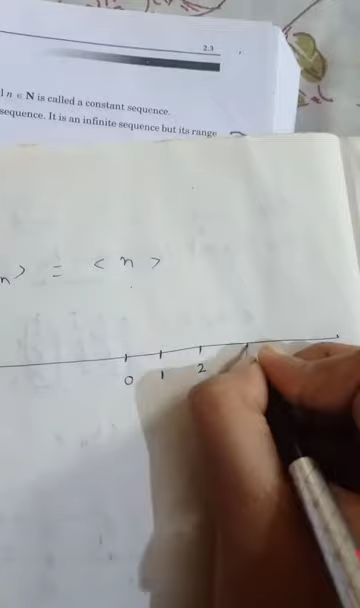 2.3
n ∈ N is called a constant sequence.
sequence. It is an infinite sequence but its range
n > = < n >
0 1 2